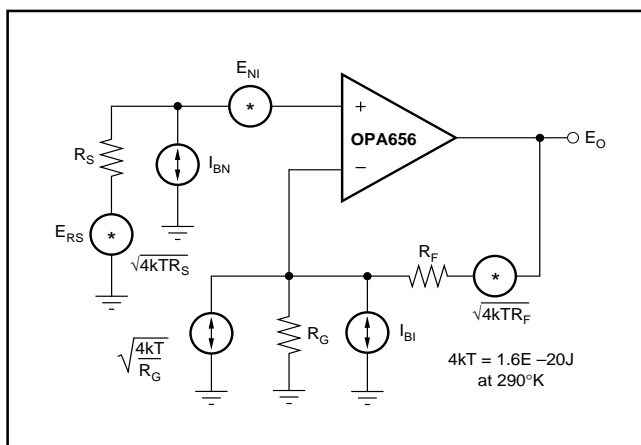 E_NI
*
+
OPA656
−
E_O
R_S
I_BN
E_RS
*
√4kTR_S
R_F
*
√4kTR_F
√4kT/R_G
R_G
I_BI
4kT = 1.6E –20J
at 290°K